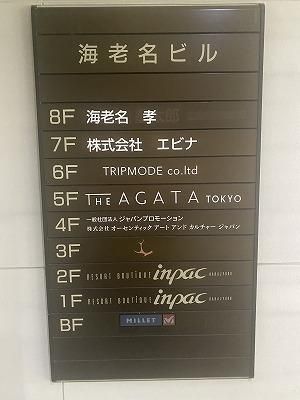 海老名ビル
8F 海老名 孝
7F 株式会社 エビナ
6F TRIPMODE co.ltd
5F THE AGATA TOKYO
4F 一般社団法人 ジャパンプロモーション
株式会社 オーセンティック アート アンド カルチャー ジャパン
3F
2F RESORT BOUTIQUE inpac HARAJUKU
1F RESORT BOUTIQUE inpac HARAJUKU
BF MILLET